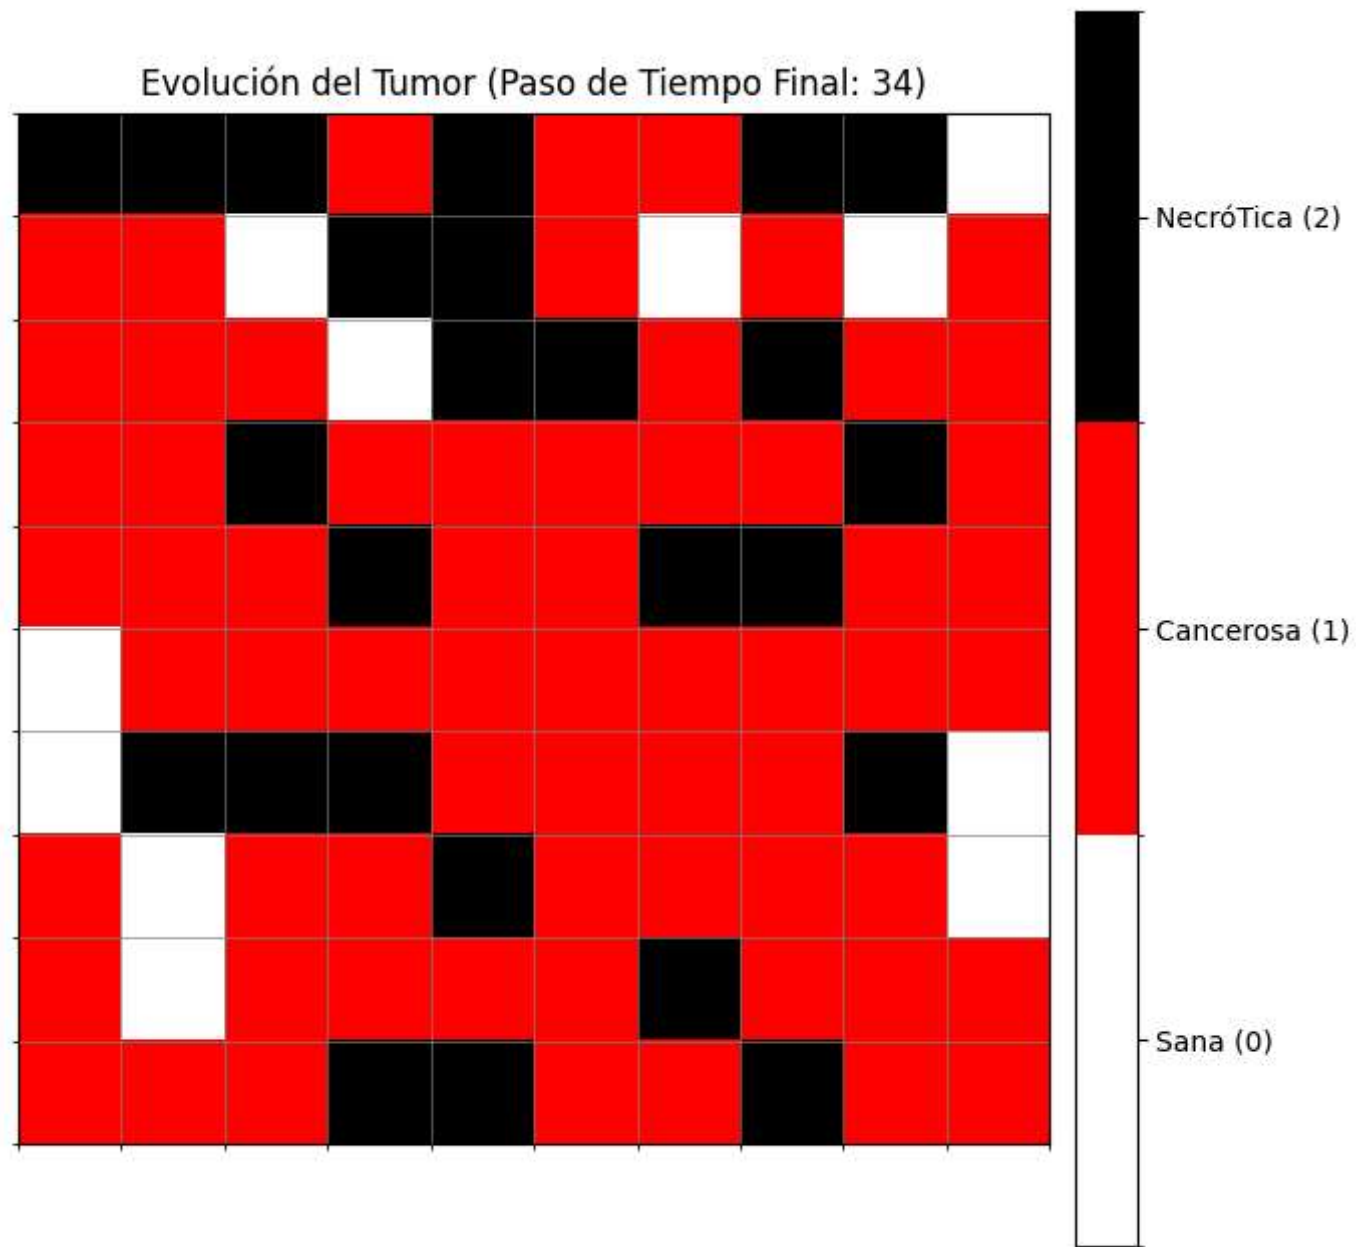 Evolución del Tumor (Paso de Tiempo Final: 34)
NecróTica (2)
Cancerosa (1)
Sana (0)